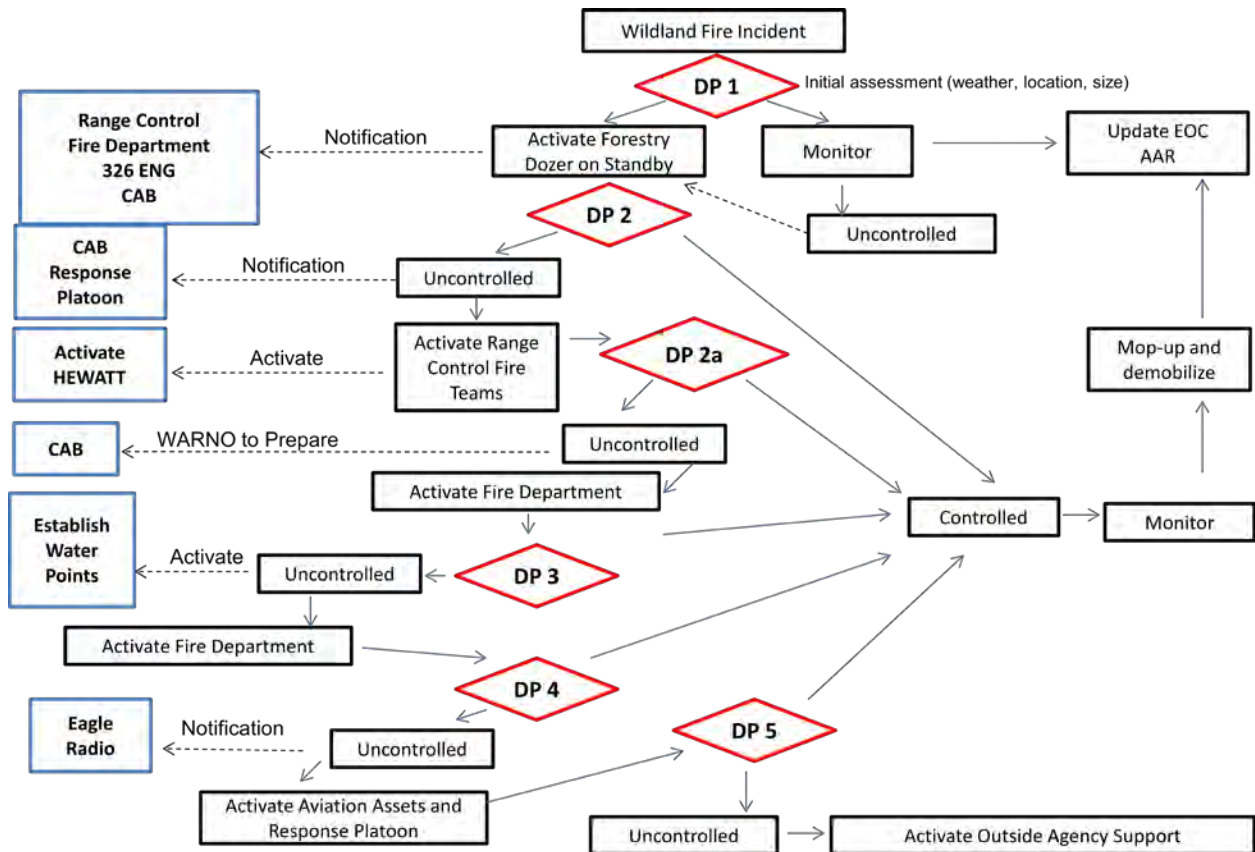 Wildland Fire Incident
DP 1
Initial assessment (weather, location, size)
Range Control
Fire Department
326 ENG
CAB
Notification
Activate Forestry
Dozer on Standby
Monitor
Update EOC
AAR
DP 2
Uncontrolled
CAB
Response
Platoon
Notification
Uncontrolled
Activate
HEWATT
Activate
Activate Range
Control Fire
Teams
DP 2a
Mop-up and
demobilize
CAB
WARNO to Prepare
Uncontrolled
Activate Fire Department
Controlled
Monitor
Establish
Water
Points
Activate
Uncontrolled
DP 3
Activate Fire Department
DP 4
Eagle
Radio
Notification
Uncontrolled
DP 5
Activate Aviation Assets and
Response Platoon
Uncontrolled
Activate Outside Agency Support